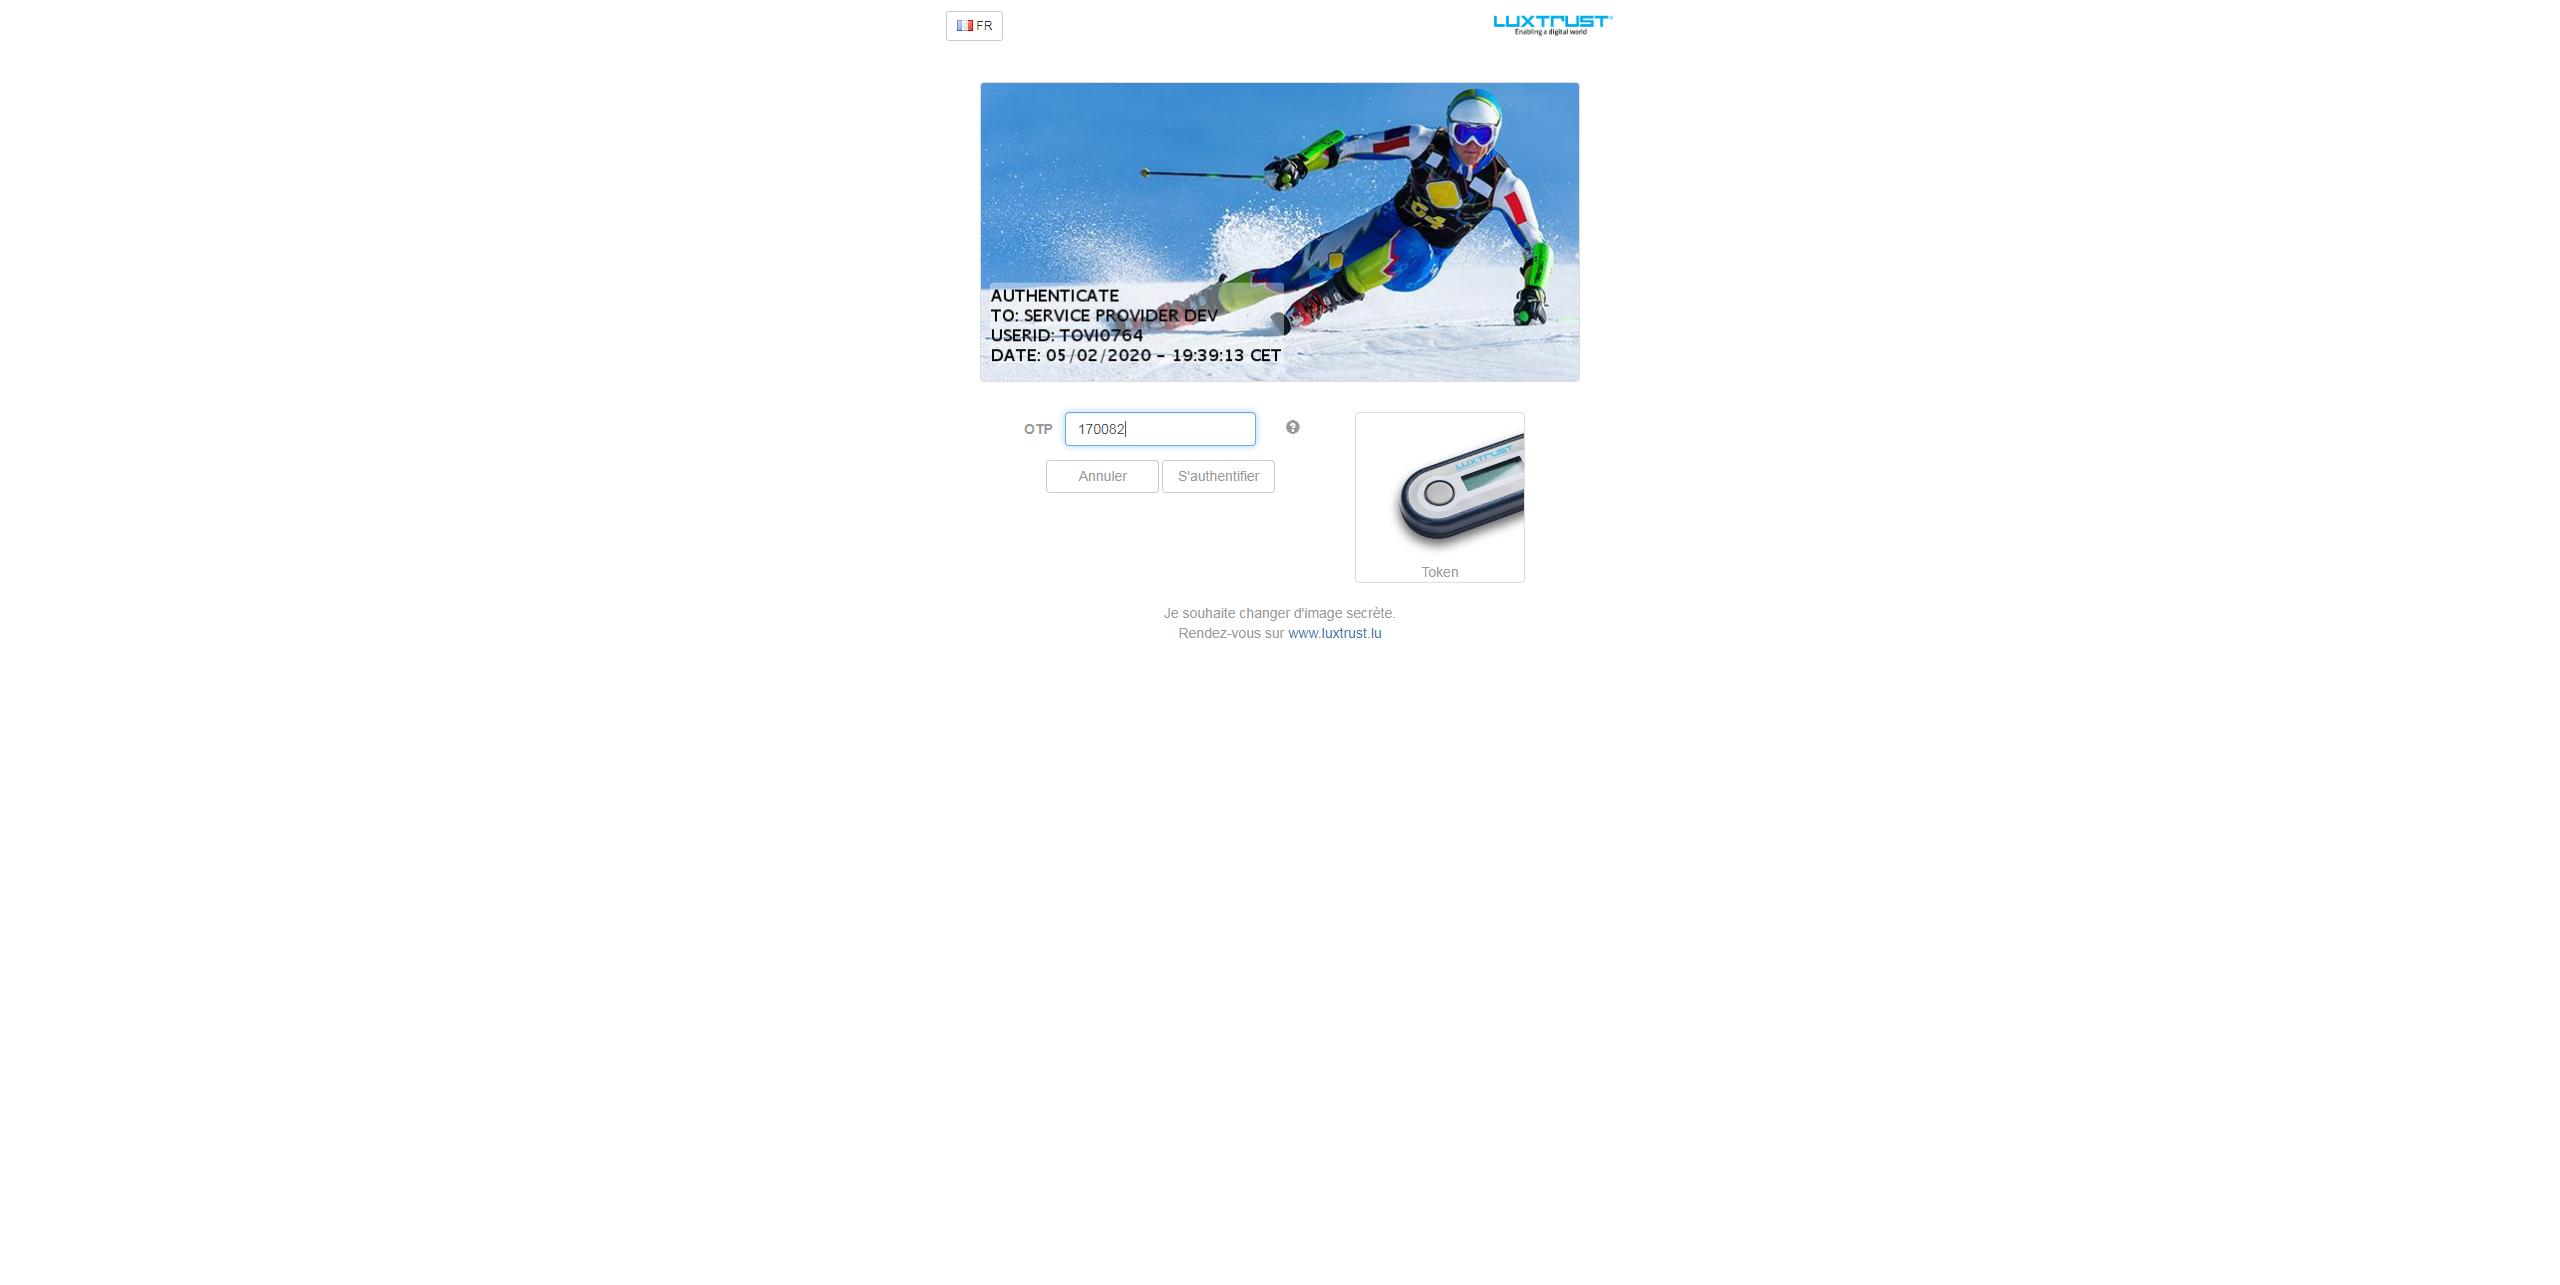 FR
LUXTRUST
Enabling a digital world
AUTHENTICATE
TO: SERVICE PROVIDER DEV
USERID: TOVI0764
DATE: 05/02/2020 - 19:39:13 CET
OTP 170082
Annuler S'authentifier
LUXTRUST
Token
Je souhaite changer d'image secrète.
Rendez-vous sur www.luxtrust.lu